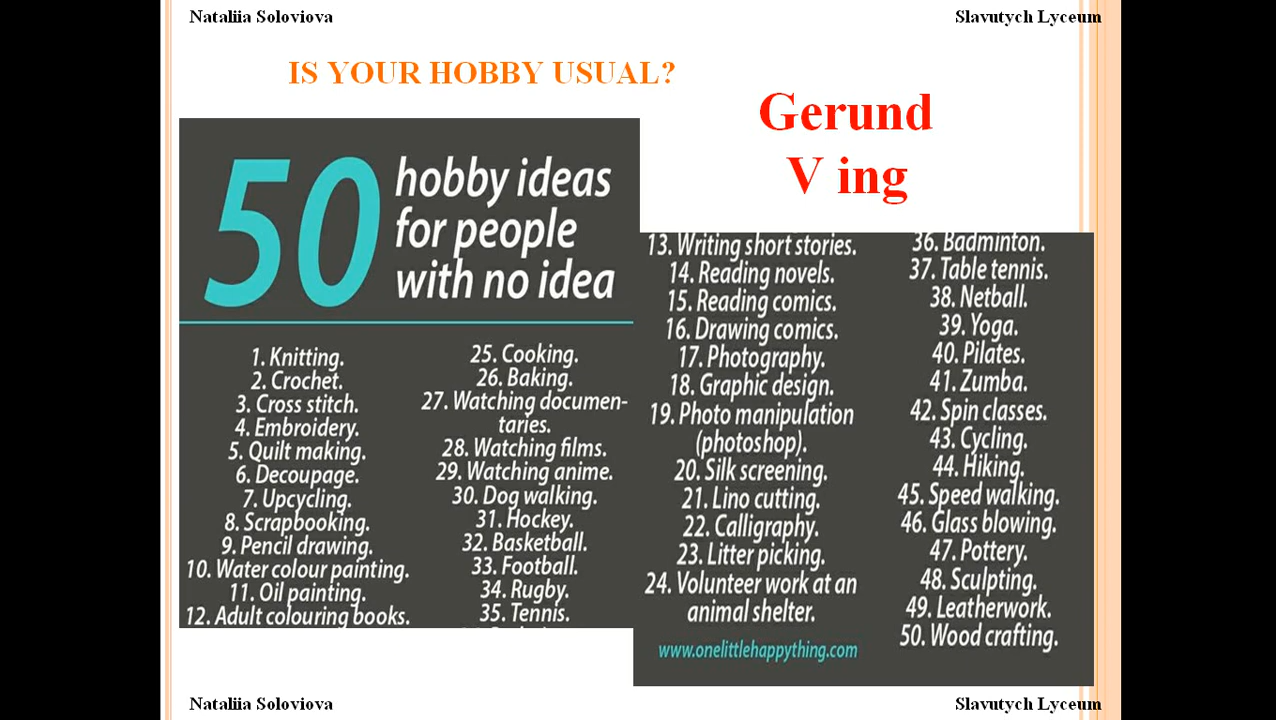 Nataliia Soloviova
Slavutych Lyceum
IS YOUR HOBBY USUAL?
Gerund
V ing
50
hobby ideas
for people
with no idea
1. Knitting.
2. Crochet.
3. Cross stitch.
4. Embroidery.
5. Quilt making.
6. Decoupage.
7. Upcycling.
8. Scrapbooking.
9. Pencil drawing.
10. Water colour painting.
11. Oil painting.
12. Adult colouring books.
25. Cooking.
26. Baking.
27. Watching documen-
taries.
28. Watching films.
29. Watching anime.
30. Dog walking.
31. Hockey.
32. Basketball.
33. Football.
34. Rugby.
35. Tennis.
13. Writing short stories.
14. Reading novels.
15. Reading comics.
16. Drawing comics.
17. Photography.
18. Graphic design.
19. Photo manipulation
(photoshop).
20. Silk screening.
21. Lino cutting.
22. Calligraphy.
23. Litter picking.
24. Volunteer work at an
animal shelter.
www.onelittlehappything.com
36. Badminton.
37. Table tennis.
38. Netball.
39. Yoga.
40. Pilates.
41. Zumba.
42. Spin classes.
43. Cycling.
44. Hiking.
45. Speed walking.
46. Glass blowing.
47. Pottery.
48. Sculpting.
49. Leatherwork.
50. Wood crafting.
Nataliia Soloviova
Slavutych Lyceum